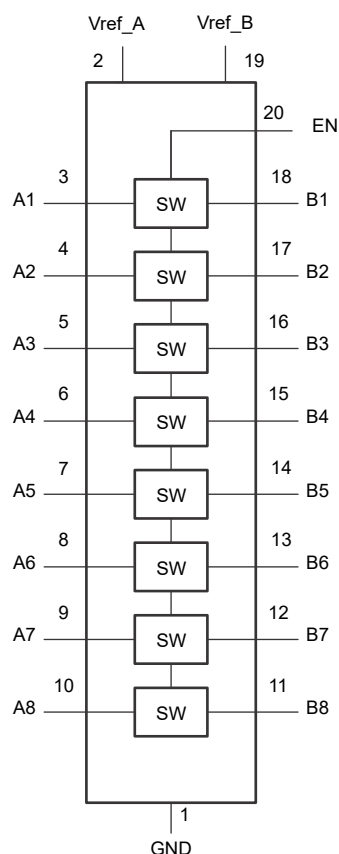 Vref_A Vref_B
2 19
20 EN
3 18
A1 SW B1
4 17
A2 SW B2
5 16
A3 SW B3
6 15
A4 SW B4
7 14
A5 SW B5
8 13
A6 SW B6
9 12
A7 SW B7
10 11
A8 SW B8
1
GND